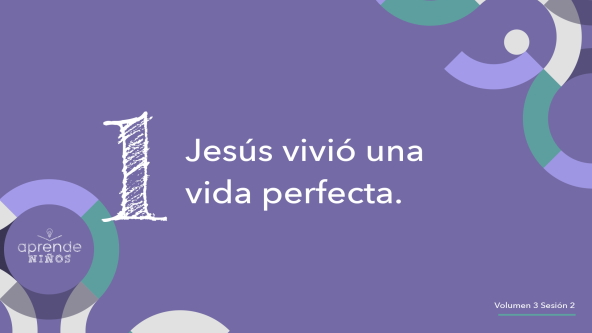 1
Jesús vivió una
vida perfecta.
aprende
NIÑOS
Volumen 3 Sesión 2